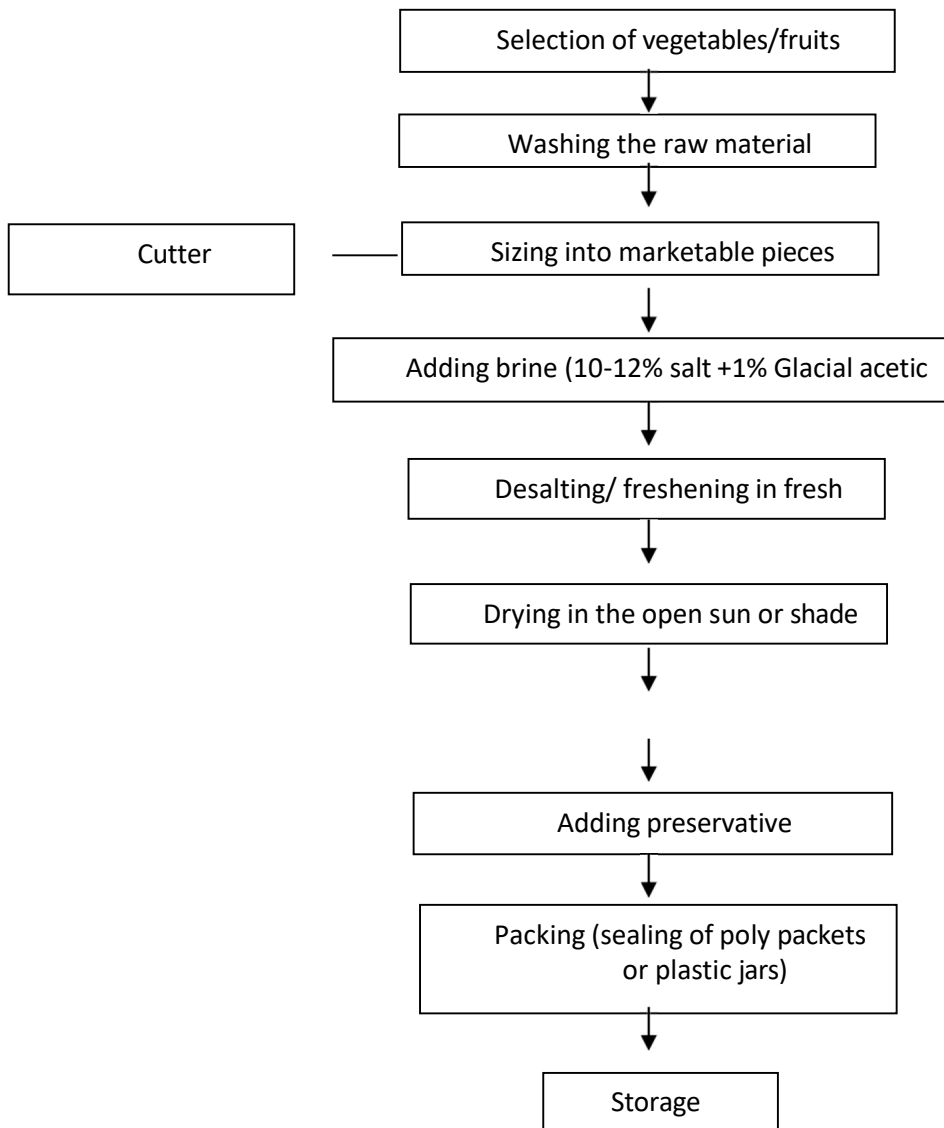 Selection of vegetables/fruits
Washing the raw material
Cutter
Sizing into marketable pieces
Adding brine (10-12% salt +1% Glacial acetic
Desalting/ freshening in fresh
Drying in the open sun or shade
Adding preservative
Packing (sealing of poly packets
or plastic jars)
Storage